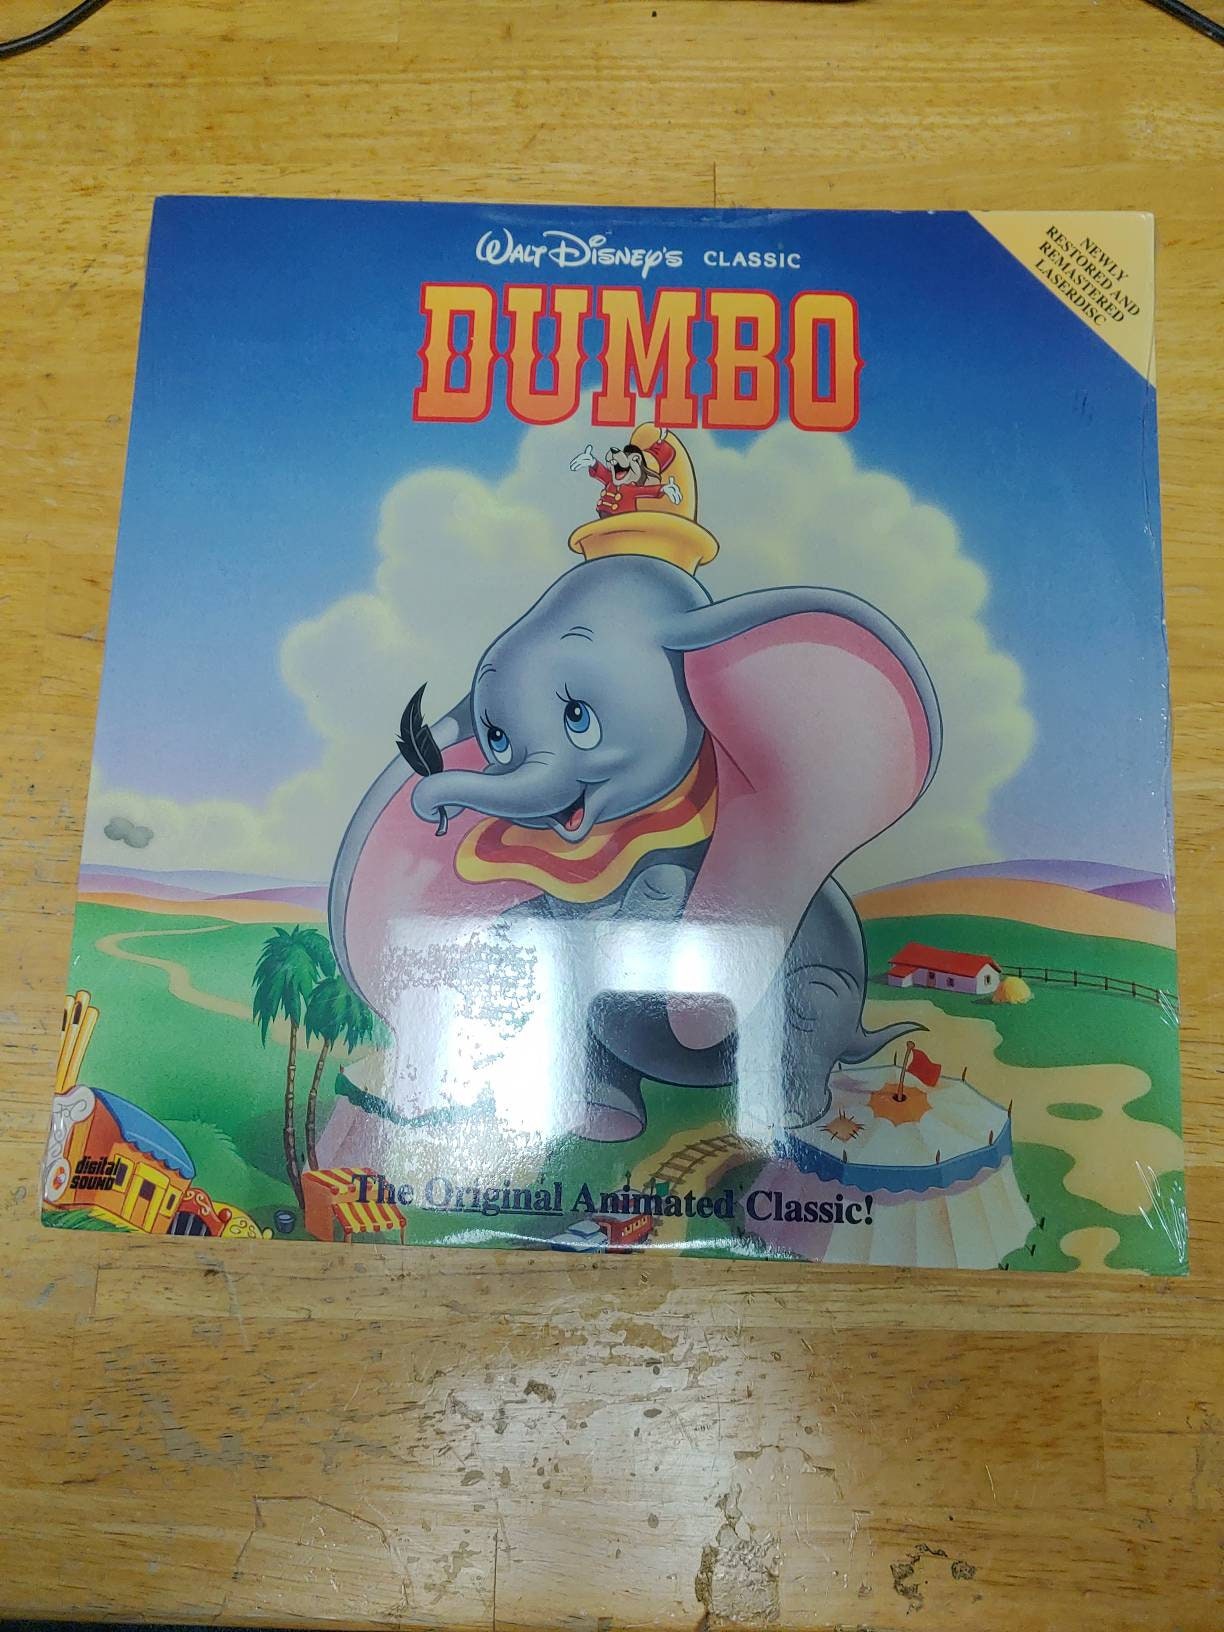 WALT DISNEY'S CLASSIC
DUMBO
NEWLY
RESTORED AND
REMASTERED
LASERDISC
digital
SOUND
The Original Animated Classic!